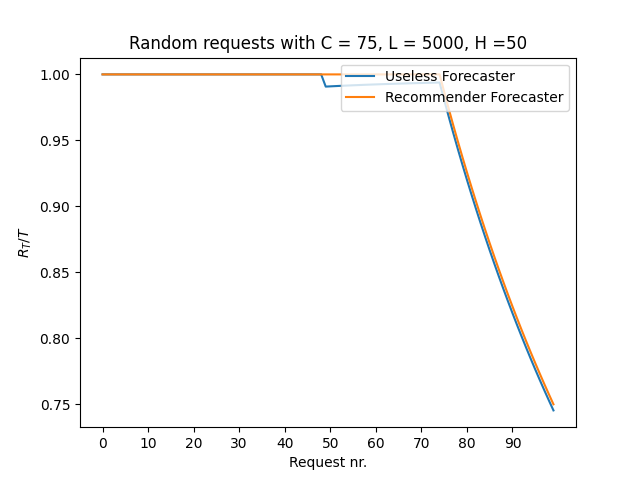 Random requests with C = 75, L = 5000, H =50
Useless Forecaster
Recommender Forecaster
1.00
0.95
0.90
0.85
0.80
0.75
R_T/T
0 10 20 30 40 50 60 70 80 90
Request nr.